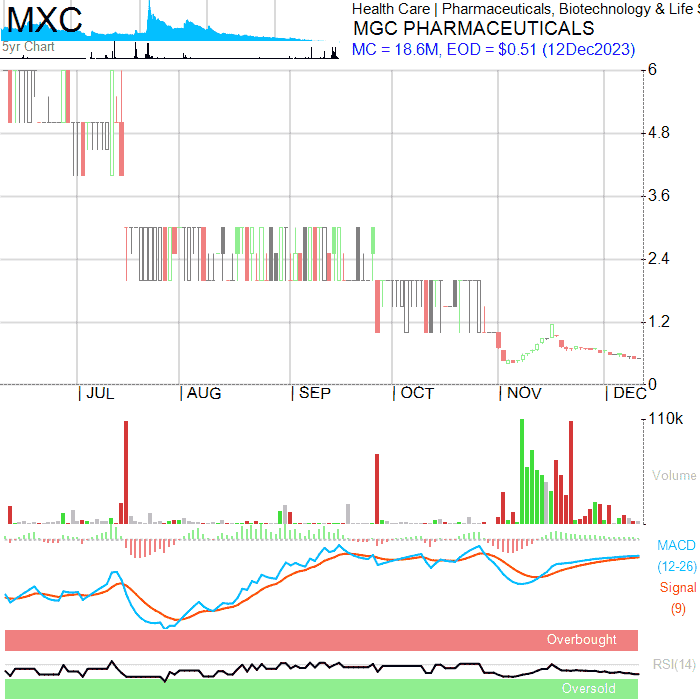 MXC
5yr Chart
Health Care | Pharmaceuticals, Biotechnology & Life S
MGC PHARMACEUTICALS
MC = 18.6M, EOD = $0.51 (12Dec2023)
6
4.8
3.6
2.4
1.2
0
| JUL | AUG | SEP | OCT | NOV | DEC
110k
Volume
MACD
(12-26)
Signal
(9)
Overbought
RSI(14)
Oversold